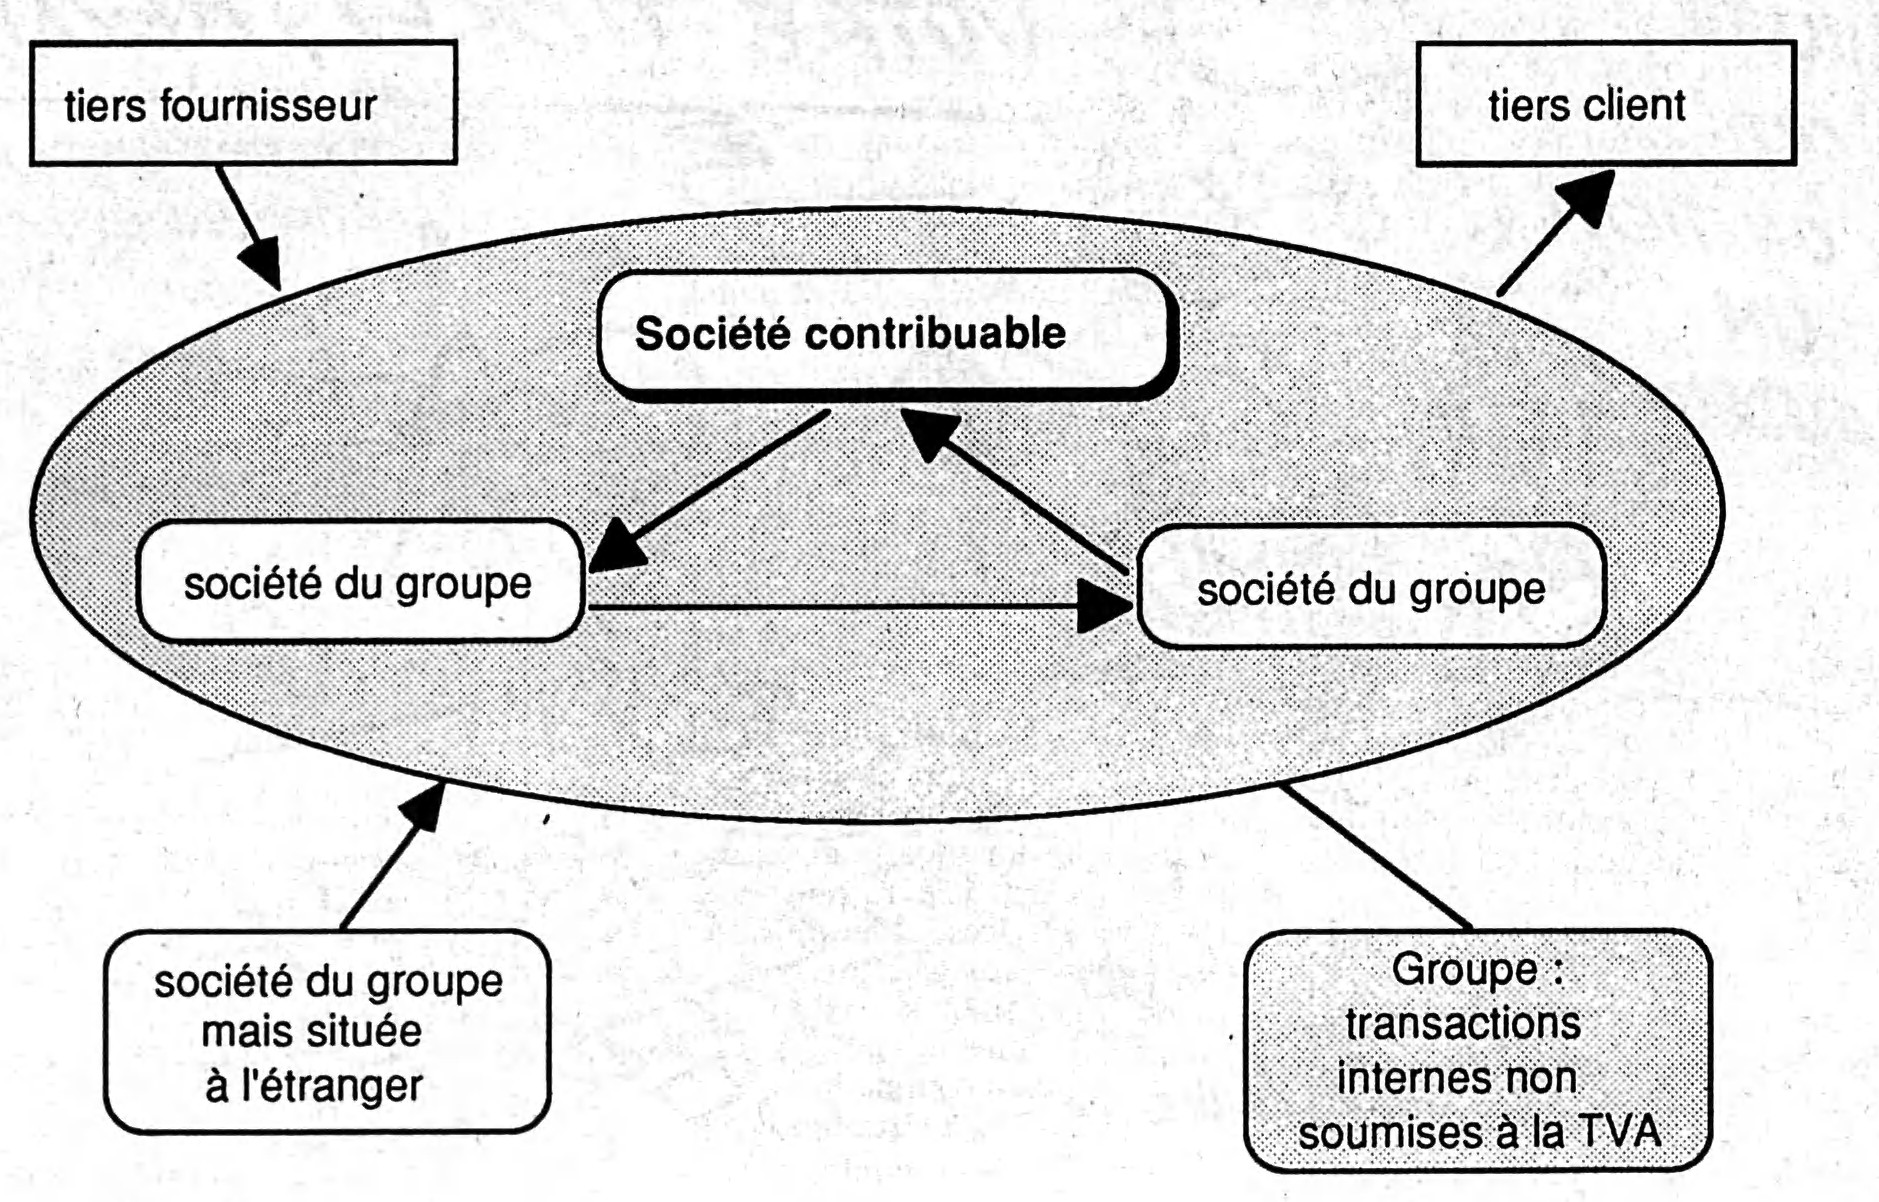 tiers fournisseur
tiers client
Société contribuable
société du groupe
société du groupe
société du groupe
mais située
à l'étranger
Groupe :
transactions
internes non
soumises à la TVA